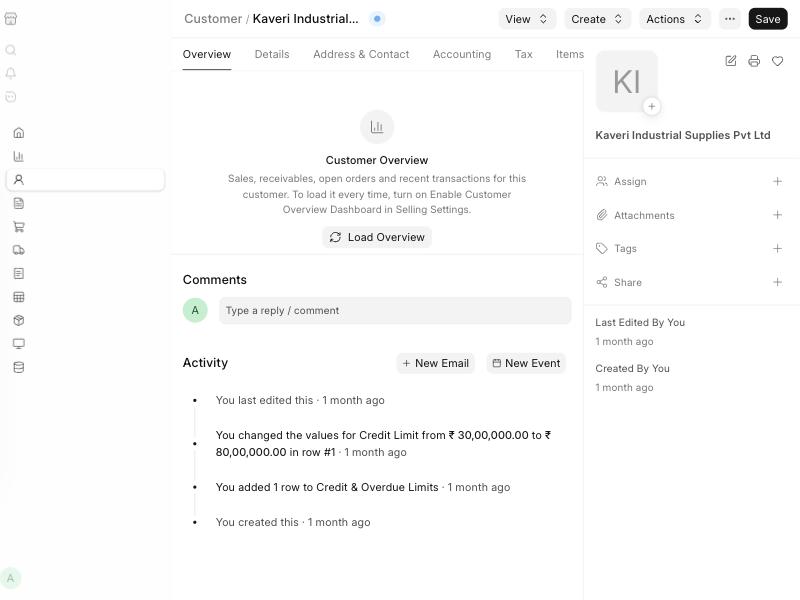 Customer / Kaveri Industrial...
View
Create
Actions
Save
Overview
Details
Address & Contact
Accounting
Tax
Items
Customer Overview
Sales, receivables, open orders and recent transactions for this
customer. To load it every time, turn on Enable Customer
Overview Dashboard in Selling Settings.
Load Overview
Comments
A
Type a reply / comment
Activity
+ New Email
New Event
You last edited this · 1 month ago
You changed the values for Credit Limit from ₹ 30,00,000.00 to ₹
80,00,000.00 in row #1 · 1 month ago
You added 1 row to Credit & Overdue Limits · 1 month ago
You created this · 1 month ago
KI
Kaveri Industrial Supplies Pvt Ltd
Assign
Attachments
Tags
Share
Last Edited By You
1 month ago
Created By You
1 month ago
A